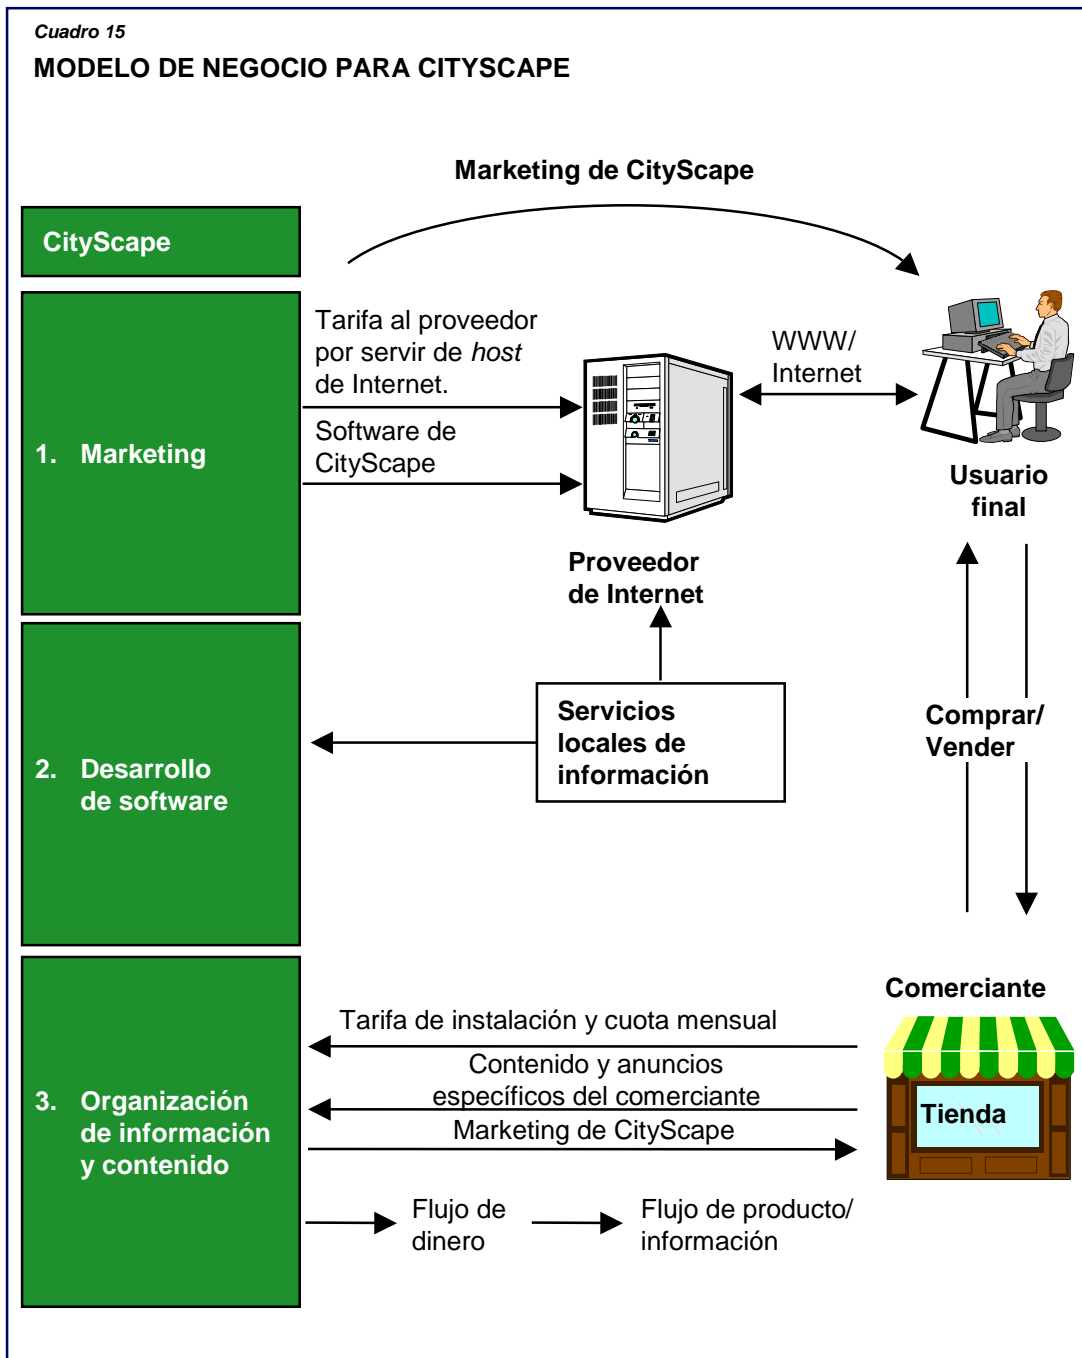 Cuadro 15
MODELO DE NEGOCIO PARA CITYSCAPE
Marketing de CityScape
CityScape
1. Marketing
Tarifa al proveedor
por servir de host
de Internet.
Software de
CityScape
WWW/
Internet
Usuario
final
Proveedor
de Internet
2. Desarrollo
de software
Servicios
locales de
información
Comprar/
Vender
3. Organización
de información
y contenido
Comerciante
Tarifa de instalación y cuota mensual
Contenido y anuncios
específicos del comerciante
Marketing de CityScape
Tienda
Flujo de
dinero
Flujo de producto/
información